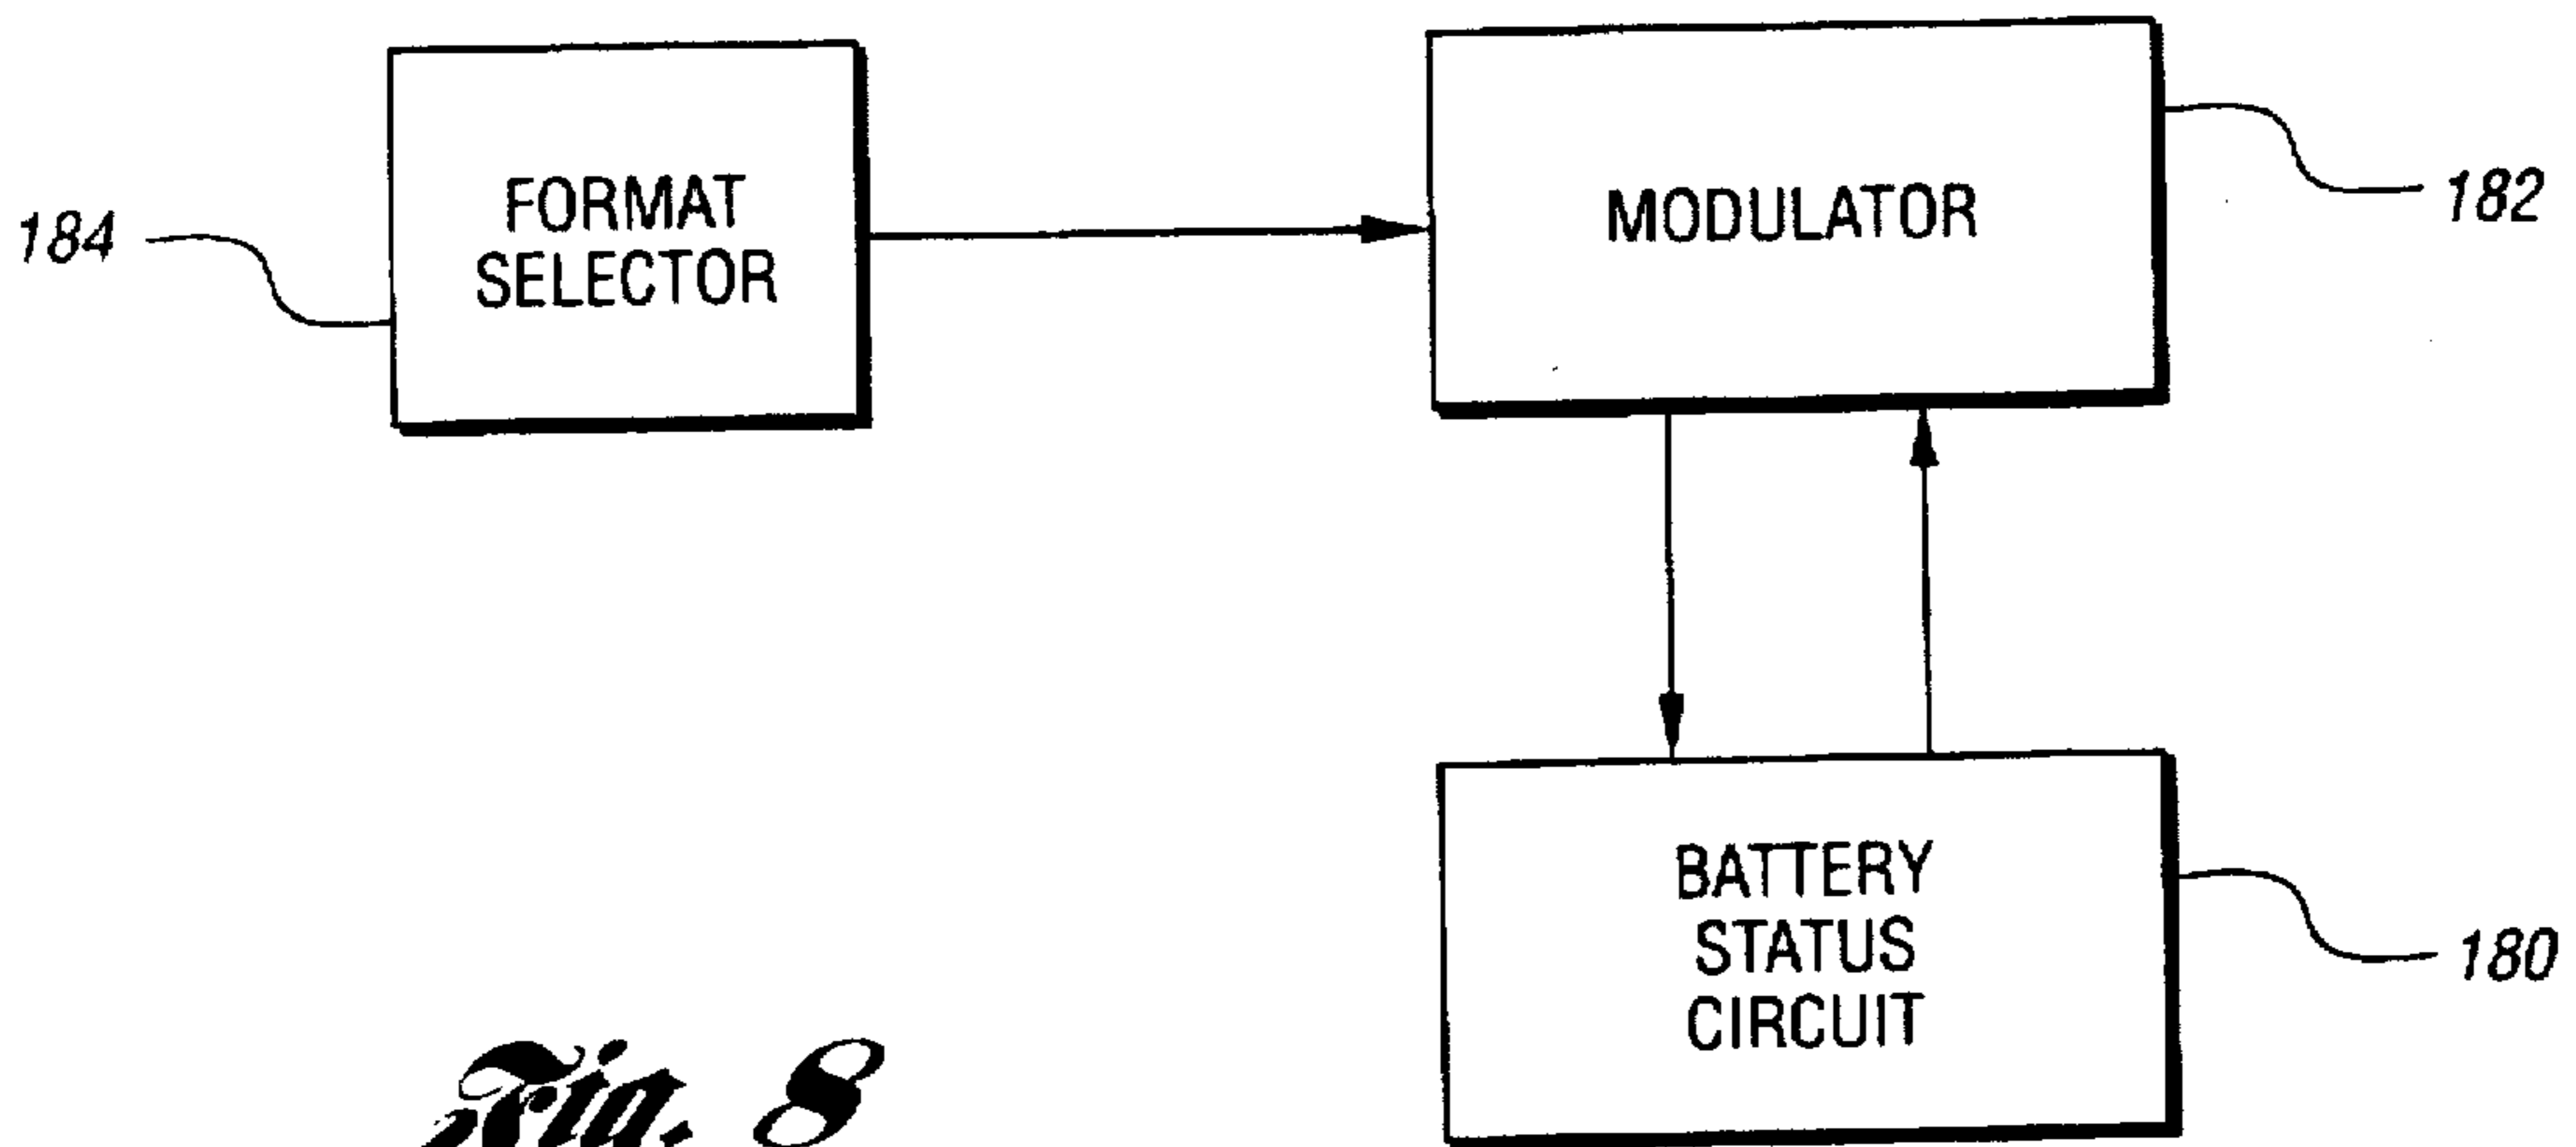 FORMAT
SELECTOR
184
MODULATOR
182
BATTERY
STATUS
CIRCUIT
180
Fig. 8